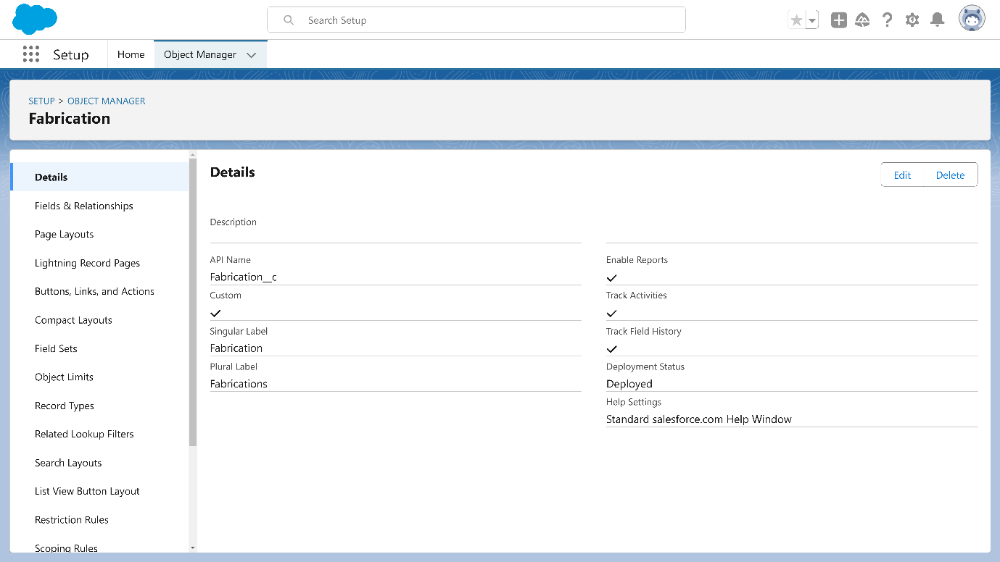 Search Setup
Setup
Home
Object Manager
SETUP > OBJECT MANAGER
Fabrication
Details
Fields & Relationships
Page Layouts
Lightning Record Pages
Buttons, Links, and Actions
Compact Layouts
Field Sets
Object Limits
Record Types
Related Lookup Filters
Search Layouts
List View Button Layout
Restriction Rules
Scoping Rules
Details
Edit
Delete
Description
API Name
Fabrication__c
Custom
Singular Label
Fabrication
Plural Label
Fabrications
Enable Reports
Track Activities
Track Field History
Deployment Status
Deployed
Help Settings
Standard salesforce.com Help Window